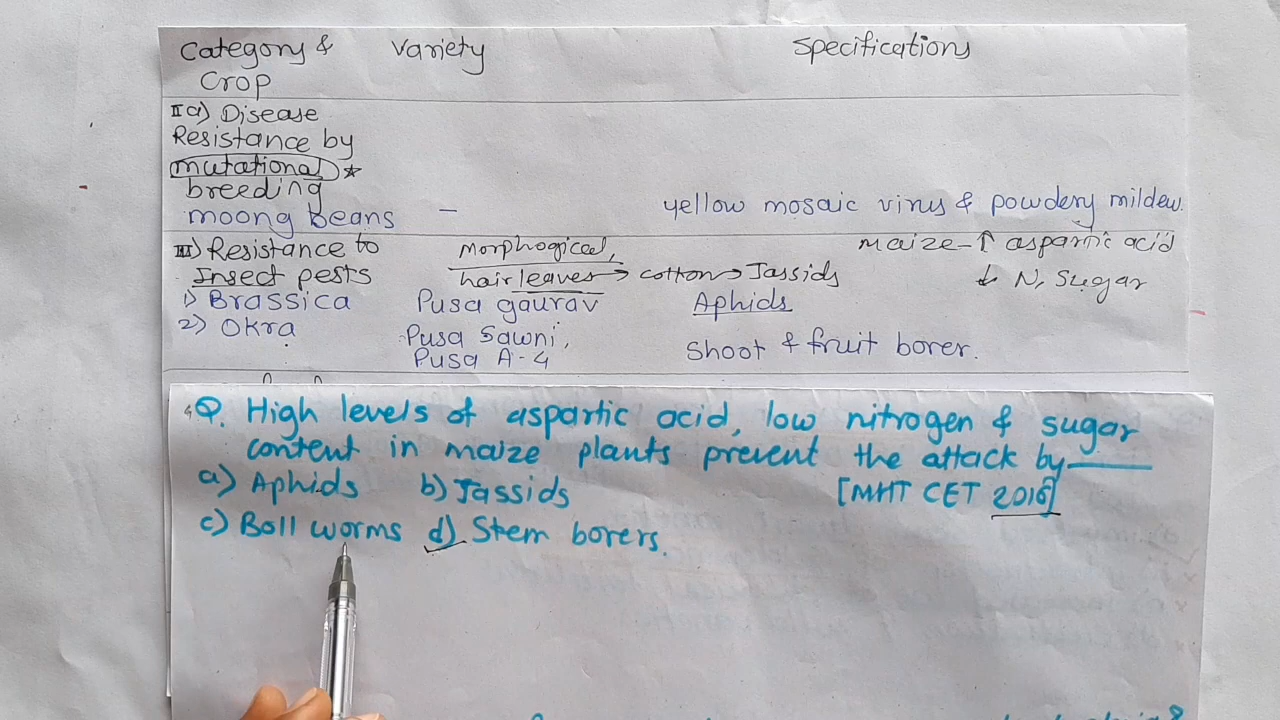 Category & Variety Specifications
Crop
II a) Disease
Resistance by
mutational *
breeding
moong beans — yellow mosaic virus & powdery mildew.
III) Resistance to morphogical, maize - ↑ aspartic acid
Insect pests hair leaves → cotton → Jassids ↓ N, sugar
1) Brassica Pusa gaurav Aphids
2) Okra Pusa Sawni, Shoot & fruit borer.
Pusa A-4
Q. High levels of aspartic acid, low nitrogen & sugar
content in maize plants prevent the attack by
a) Aphids b) Jassids [MHT CET 2016]
c) Boll worms d) Stem borers.